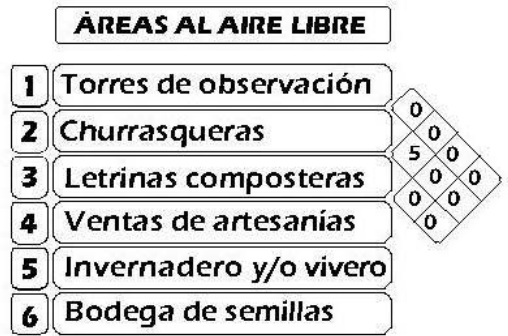 ÁREAS AL AIRE LIBRE
1 Torres de observación
2 Churrasqueras
3 Letrinas composteras
4 Ventas de artesanías
5 Invernadero y/o vivero
6 Bodega de semillas
0
0
5 0
0 0
0 0
0